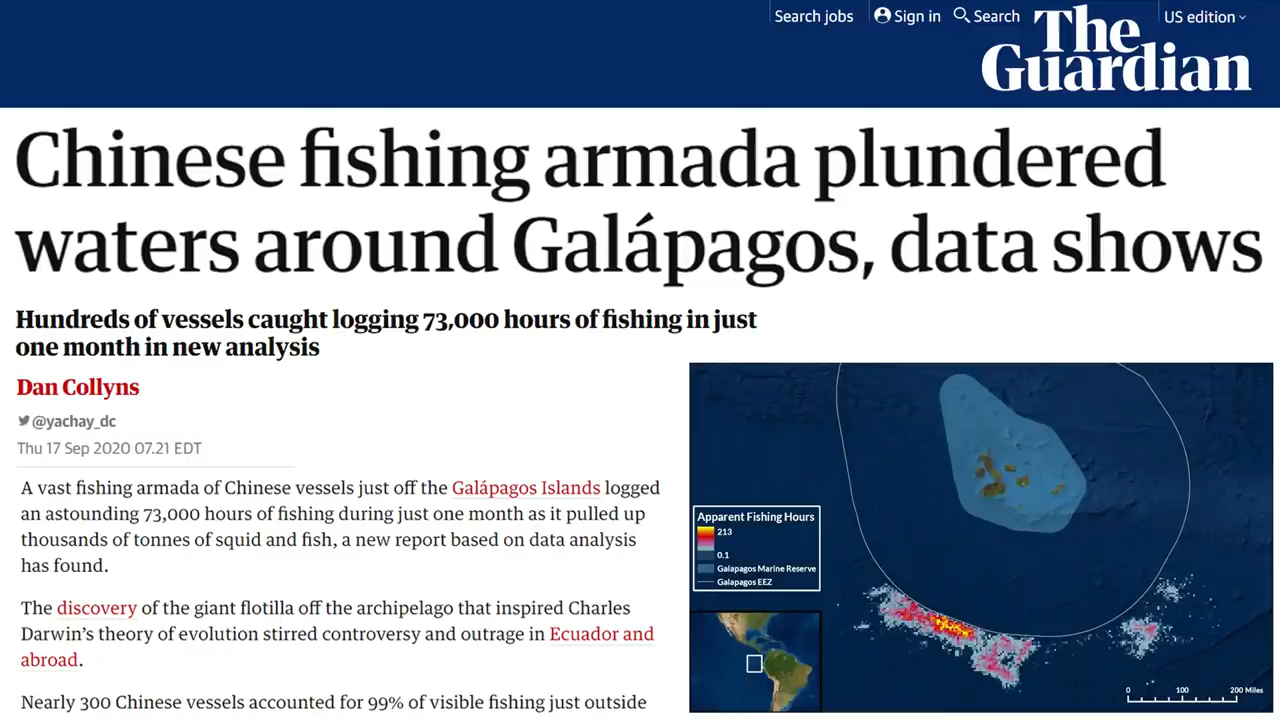 Search jobs
Sign in
Search
US edition
The
Guardian
Chinese fishing armada plundered
waters around Galápagos, data shows
Hundreds of vessels caught logging 73,000 hours of fishing in just
one month in new analysis
Dan Collyns
@yachay_dc
Thu 17 Sep 2020 07.21 EDT
A vast fishing armada of Chinese vessels just off the Galápagos Islands logged
an astounding 73,000 hours of fishing during just one month as it pulled up
thousands of tonnes of squid and fish, a new report based on data analysis
has found.
The discovery of the giant flotilla off the archipelago that inspired Charles
Darwin's theory of evolution stirred controversy and outrage in Ecuador and
abroad.
Nearly 300 Chinese vessels accounted for 99% of visible fishing just outside
Apparent Fishing Hours
213
0.1
Galapagos Marine Reserve
Galapagos EEZ
0 100 200 Miles